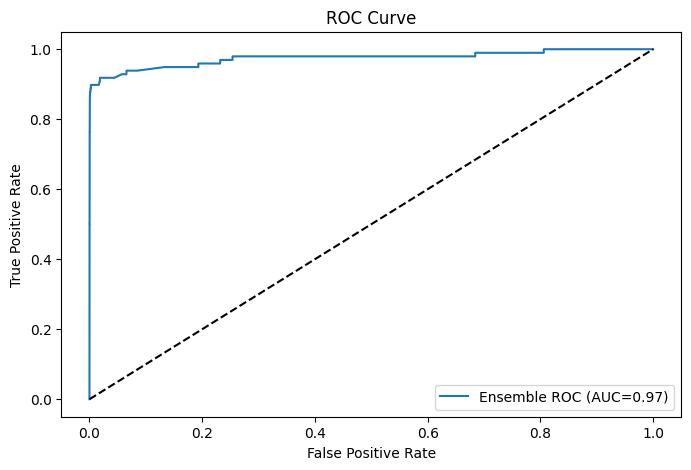 ROC Curve
True Positive Rate
1.0
0.8
0.6
0.4
0.2
0.0
Ensemble ROC (AUC=0.97)
0.0 0.2 0.4 0.6 0.8 1.0
False Positive Rate